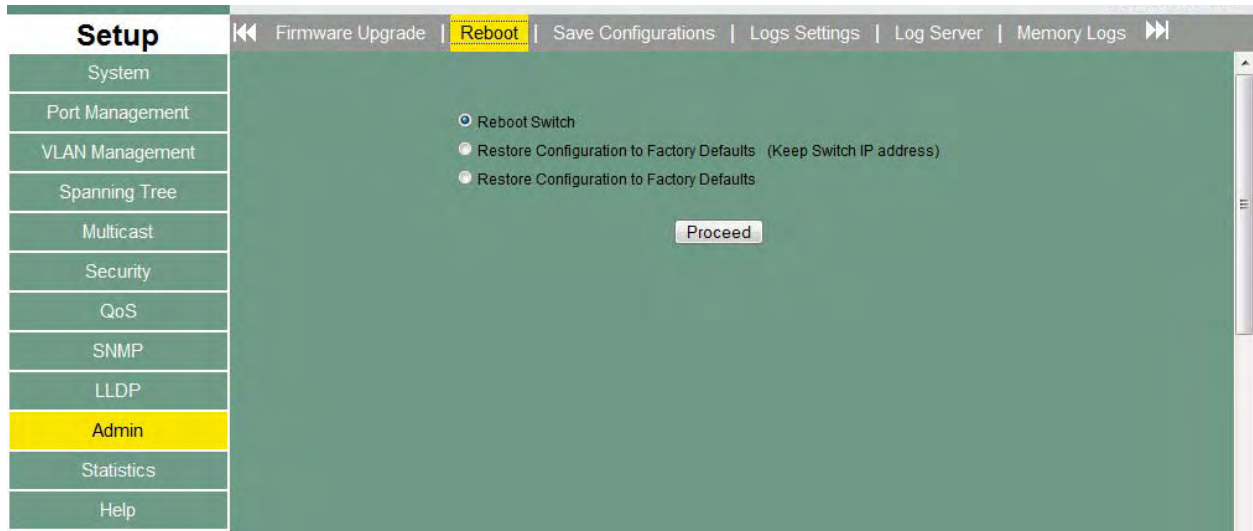 Setup
Firmware Upgrade | Reboot | Save Configurations | Logs Settings | Log Server | Memory Logs
System
Port Management
VLAN Management
Spanning Tree
Multicast
Security
QoS
SNMP
LLDP
Admin
Statistics
Help
Reboot Switch
Restore Configuration to Factory Defaults (Keep Switch IP address)
Restore Configuration to Factory Defaults
Proceed